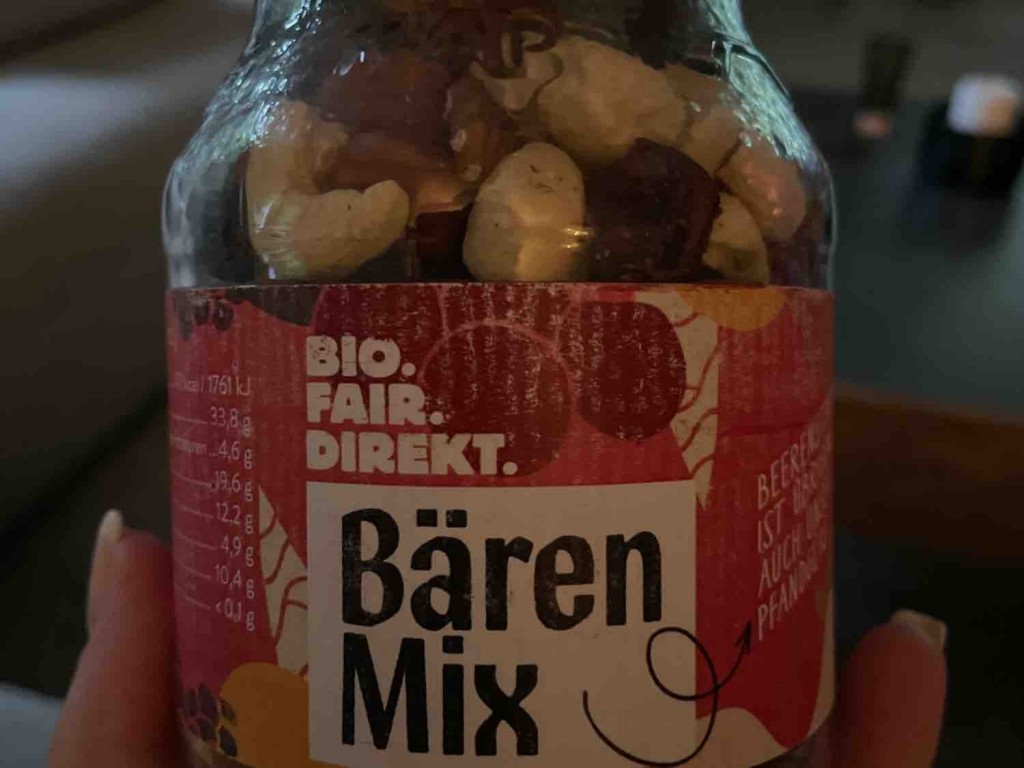 / 1761 kJ
33,8 g
4,6 g
19,6 g
12,2 g
4,9 g
10,4 g
<0,1 g
BIO.
FAIR.
DIREKT.
Bären
Mix
BEEREN
IST
AUCH